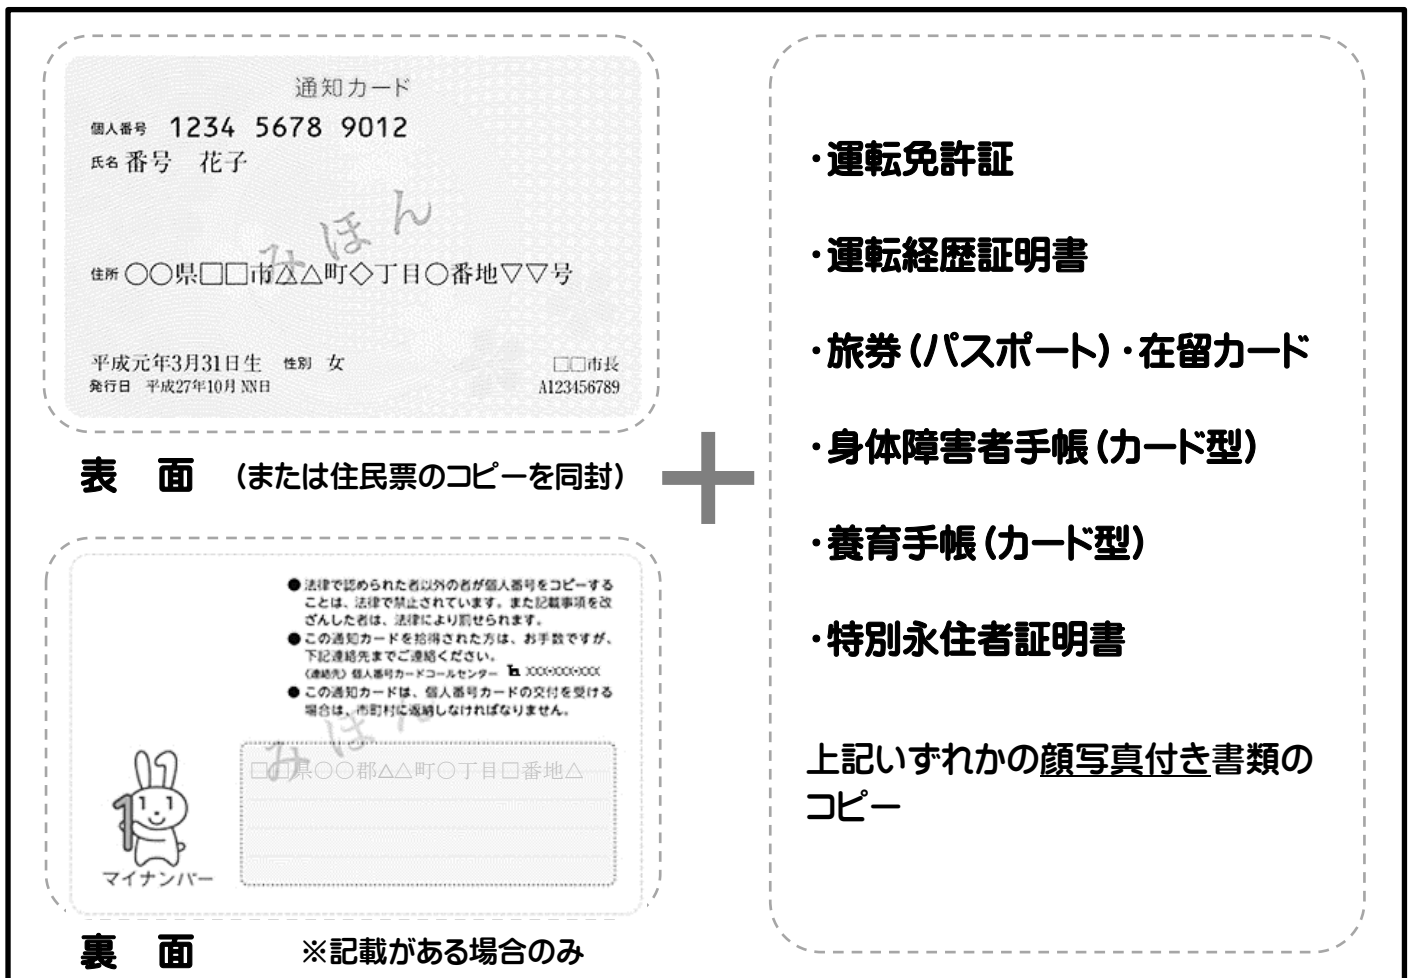 通知カード
個人番号 1234 5678 9012
氏名 番号 花子
みほん
住所 ○○県□□市△△町◇丁目○番地▽▽号
平成元年3月31日生 性別 女 □□市長
発行日 平成27年10月NN日 A123456789
表 面 (または住民票のコピーを同封)
●法律で認められた者以外の者が個人番号をコピーする
ことは、法律で禁止されています。また記載事項を改
ざんした者は、法律により罰せられます。
●この通知カードを拾得された方は、お手数ですが、
下記連絡先までご連絡ください。
(連絡先) 個人番号カードコールセンター ℡ XXX-XXX-XXX
●この通知カードは、個人番号カードの交付を受ける
場合は、市町村に返納しなければなりません。
みほん
□□県○○郡△△町○丁目□番地△
マイナンバー
裏 面 ※記載がある場合のみ
+
・運転免許証
・運転経歴証明書
・旅券(パスポート)・在留カード
・身体障害者手帳(カード型)
・養育手帳(カード型)
・特別永住者証明書
上記いずれかの顔写真付き書類の
コピー